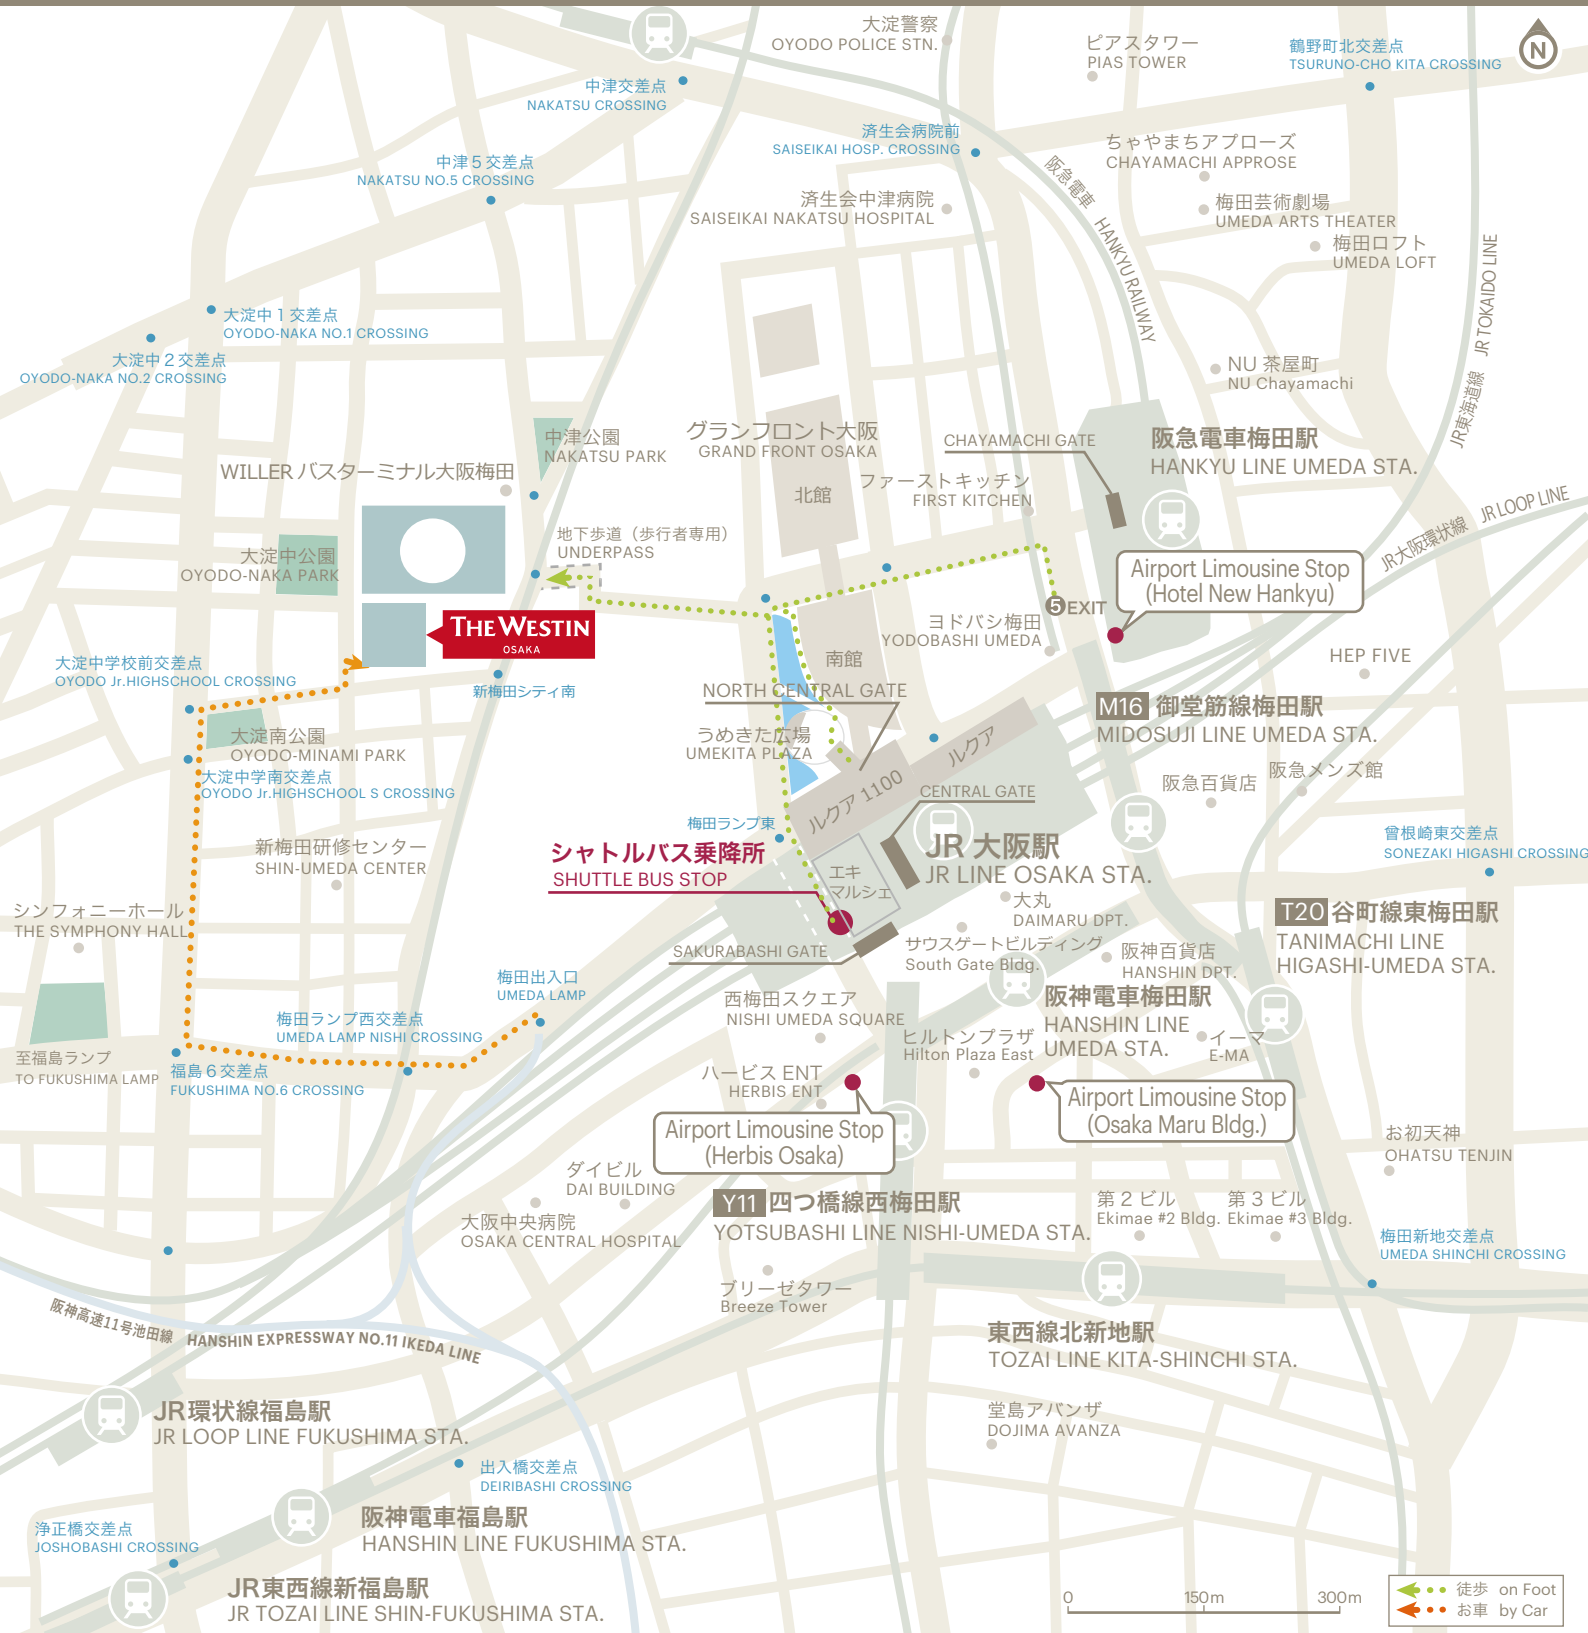 大淀警察
OYODO POLICE STN.
ピアスタワー
PIAS TOWER
鶴野町北交差点
TSURUNO-CHO KITA CROSSING
N
中津交差点
NAKATSU CROSSING
済生会病院前
SAISEIKAI HOSP. CROSSING
ちゃやまちアプローズ
CHAYAMACHI APPROSE
中津5交差点
NAKATSU NO.5 CROSSING
阪急電車 HANKYU RAILWAY
済生会中津病院
SAISEIKAI NAKATSU HOSPITAL
梅田芸術劇場
UMEDA ARTS THEATER
梅田ロフト
UMEDA LOFT
JR東海道線 JR TOKAIDO LINE
大淀中1交差点
OYODO-NAKA NO.1 CROSSING
大淀中2交差点
OYODO-NAKA NO.2 CROSSING
NU 茶屋町
NU Chayamachi
中津公園
NAKATSU PARK
グランフロント大阪
GRAND FRONT OSAKA
北館
CHAYAMACHI GATE
阪急電車梅田駅
HANKYU LINE UMEDA STA.
WILLER バスターミナル大阪梅田
ファーストキッチン
FIRST KITCHEN
JR大阪環状線 JR LOOP LINE
地下歩道（歩行者専用）
UNDERPASS
大淀中公園
OYODO-NAKA PARK
Airport Limousine Stop
(Hotel New Hankyu)
5 EXIT
THE WESTIN
OSAKA
ヨドバシ梅田
YODOBASHI UMEDA
南館
HEP FIVE
大淀中学校前交差点
OYODO Jr.HIGHSCHOOL CROSSING
新梅田シティ南
NORTH CENTRAL GATE
M16 御堂筋線梅田駅
MIDOSUJI LINE UMEDA STA.
大淀南公園
OYODO-MINAMI PARK
うめきた広場
UMEKITA PLAZA
ルクア
ルクア 1100
大淀中学南交差点
OYODO Jr.HIGHSCHOOL S CROSSING
CENTRAL GATE
阪急百貨店
阪急メンズ館
梅田ランプ東
新梅田研修センター
SHIN-UMEDA CENTER
シャトルバス乗降所
SHUTTLE BUS STOP
エキ
マルシェ
JR 大阪駅
JR LINE OSAKA STA.
曾根崎東交差点
SONEZAKI HIGASHI CROSSING
シンフォニーホール
THE SYMPHONY HALL
大丸
DAIMARU DPT.
T20 谷町線東梅田駅
TANIMACHI LINE
HIGASHI-UMEDA STA.
SAKURABASHI GATE
サウスゲートビルディング
South Gate Bldg.
阪神百貨店
HANSHIN DPT.
梅田出入口
UMEDA LAMP
西梅田スクエア
NISHI UMEDA SQUARE
阪神電車梅田駅
HANSHIN LINE
UMEDA STA.
梅田ランプ西交差点
UMEDA LAMP NISHI CROSSING
ヒルトンプラザ
Hilton Plaza East
イーマ
E-MA
至福島ランプ
TO FUKUSHIMA LAMP
福島6交差点
FUKUSHIMA NO.6 CROSSING
ハービス ENT
HERBIS ENT
Airport Limousine Stop
(Osaka Maru Bldg.)
Airport Limousine Stop
(Herbis Osaka)
お初天神
OHATSU TENJIN
ダイビル
DAI BUILDING
大阪中央病院
OSAKA CENTRAL HOSPITAL
Y11 四つ橋線西梅田駅
YOTSUBASHI LINE NISHI-UMEDA STA.
第2ビル
Ekimae #2 Bldg.
第3ビル
Ekimae #3 Bldg.
梅田新地交差点
UMEDA SHINCHI CROSSING
ブリーゼタワー
Breeze Tower
阪神高速11号池田線 HANSHIN EXPRESSWAY NO.11 IKEDA LINE
東西線北新地駅
TOZAI LINE KITA-SHINCHI STA.
JR環状線福島駅
JR LOOP LINE FUKUSHIMA STA.
堂島アバンザ
DOJIMA AVANZA
出入橋交差点
DEIRIBASHI CROSSING
阪神電車福島駅
HANSHIN LINE FUKUSHIMA STA.
浄正橋交差点
JOSHOBASHI CROSSING
JR東西線新福島駅
JR TOZAI LINE SHIN-FUKUSHIMA STA.
0 150m 300m
徒歩 on Foot
お車 by Car